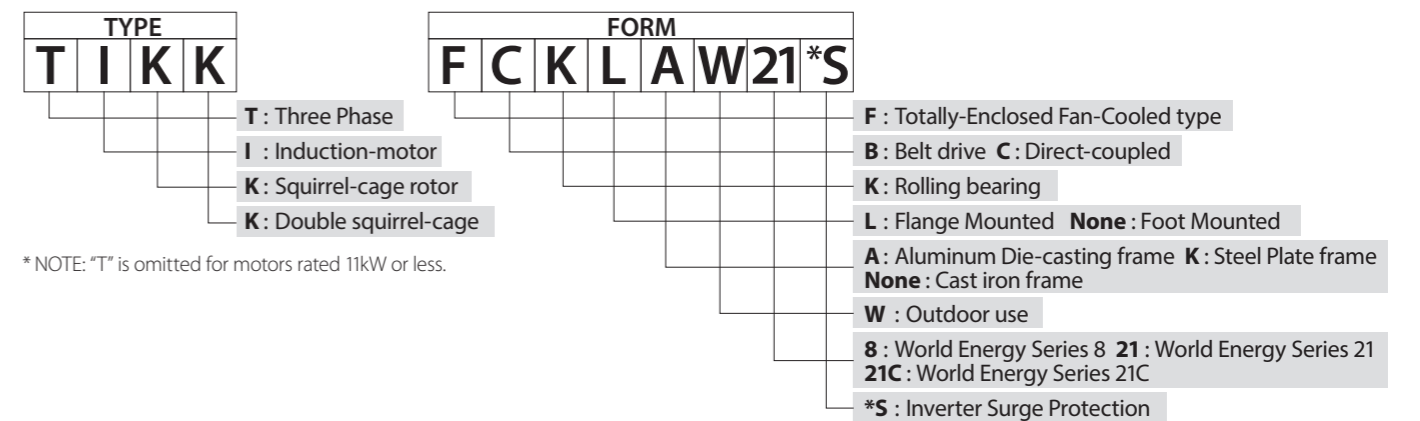 TYPE
TIKK
T : Three Phase
I : Induction-motor
K : Squirrel-cage rotor
K : Double squirrel-cage
* NOTE: “T” is omitted for motors rated 11kW or less.
FORM
FCKLAW21*S
F : Totally-Enclosed Fan-Cooled type
B : Belt drive C : Direct-coupled
K : Rolling bearing
L : Flange Mounted None : Foot Mounted
A : Aluminum Die-casting frame K : Steel Plate frame
None : Cast iron frame
W : Outdoor use
8 : World Energy Series 8 21 : World Energy Series 21
21C : World Energy Series 21C
*S : Inverter Surge Protection